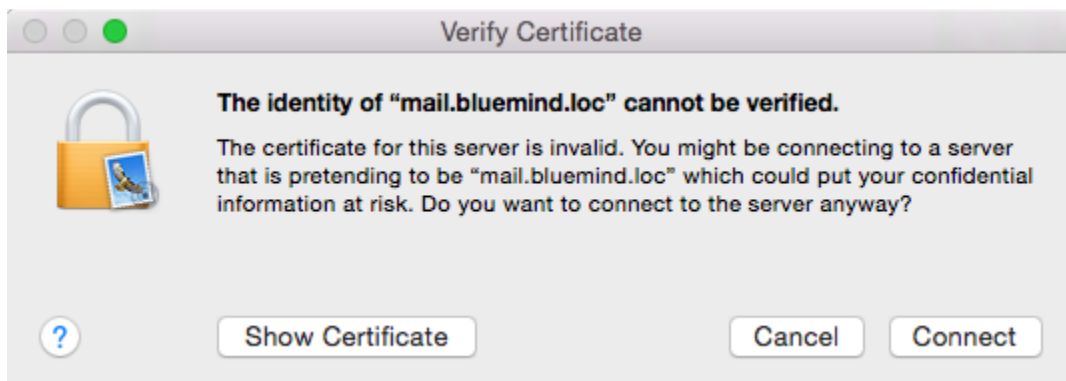 Verify Certificate
The identity of “mail.bluemind.loc” cannot be verified.
The certificate for this server is invalid. You might be connecting to a server
that is pretending to be “mail.bluemind.loc” which could put your confidential
information at risk. Do you want to connect to the server anyway?
?
Show Certificate
Cancel
Connect